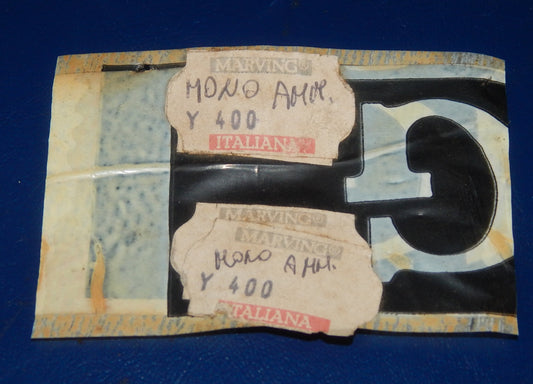 MARVING®
MONO AMM.
Y 400
ITALIANA
G
MARVING®
MARVING®
MONO AMM.
Y 400
ITALIANA